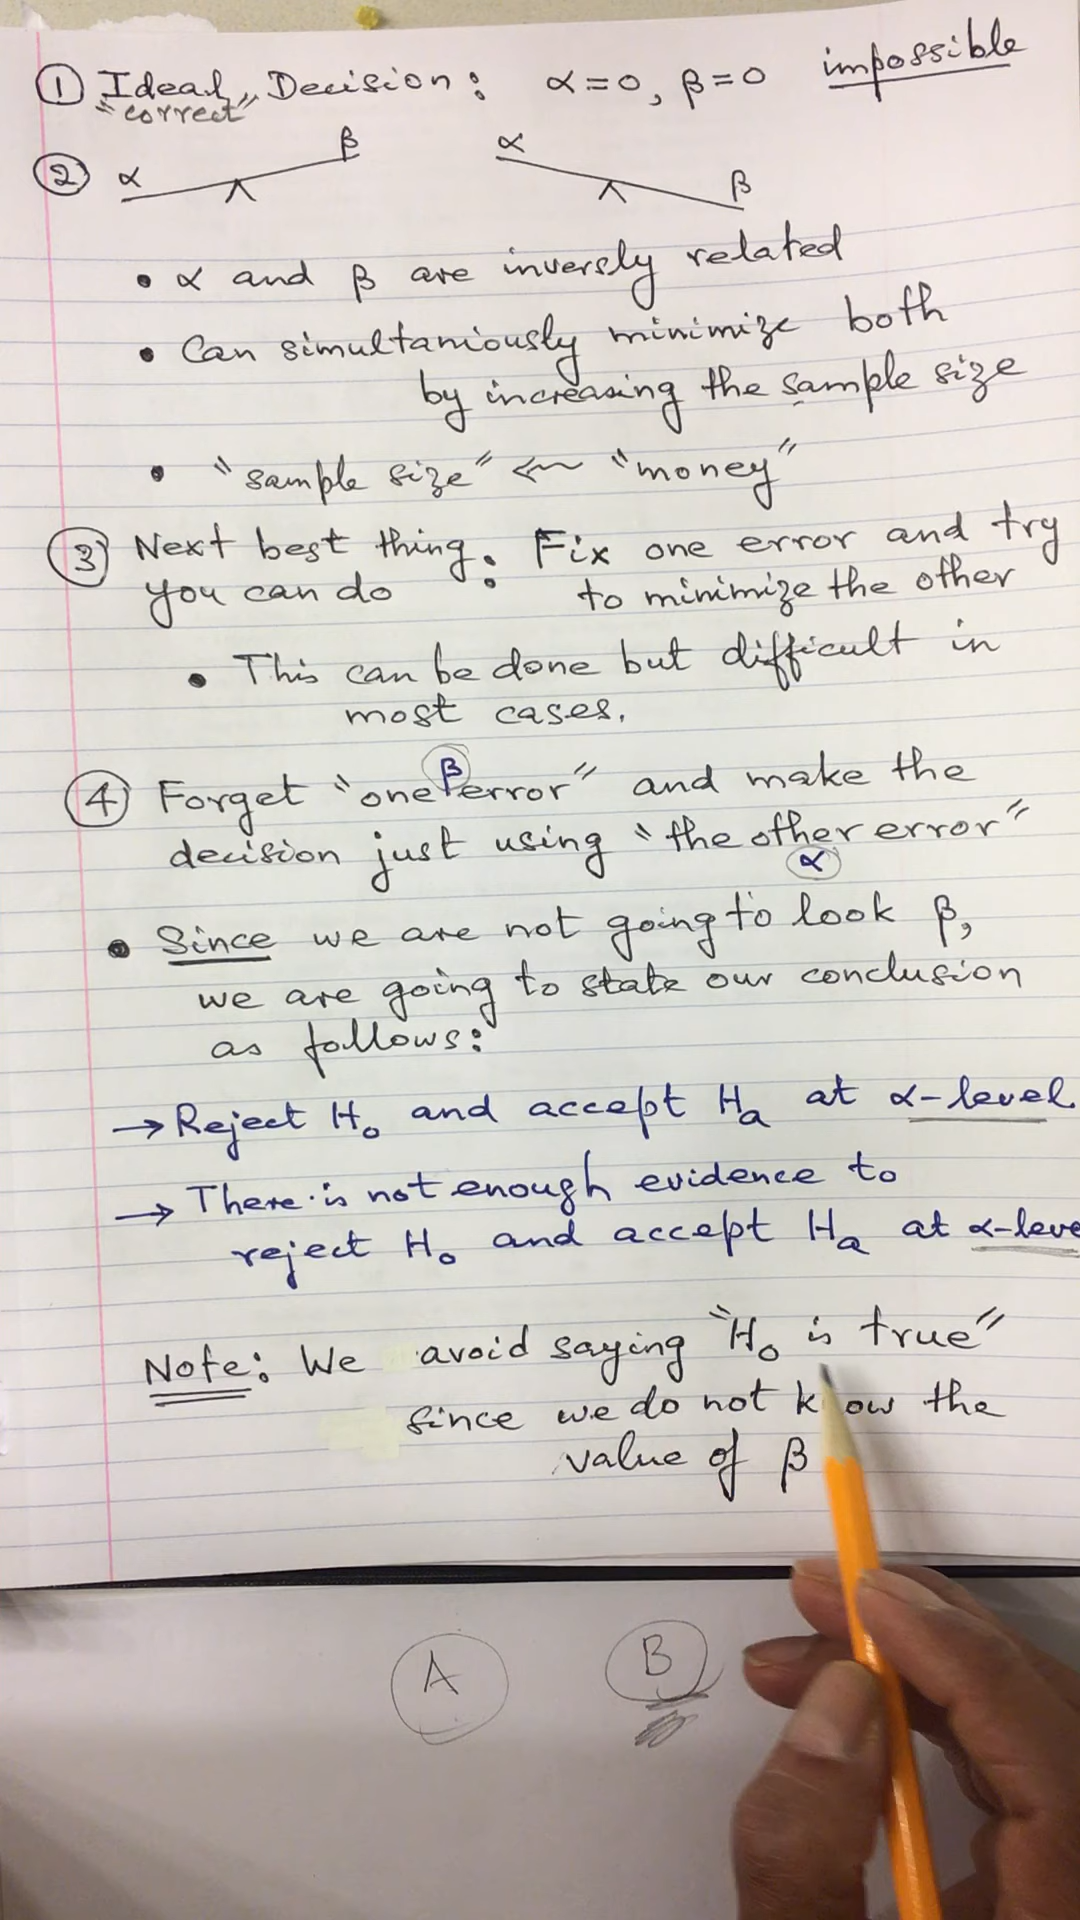 ① Ideal, Decision: α=0, β=0 impossible
"correct"
② α β α β
• α and β are inversly related
• Can simultaniously minimize both
by increasing the sample size
• "sample size" ⇜ "money"
③ Next best thing: Fix one error and try
you can do to minimize the other
• This can be done but difficult in
most cases.
β
④ Forget "one error" and make the
decision just using "the other error"
α
• Since we are not going to look β,
we are going to state our conclusion
as follows:
→ Reject H₀ and accept Hₐ at α-level.
→ There is not enough evidence to
reject H₀ and accept Hₐ at α-leve
Note: We avoid saying "H₀ is true"
since we do not know the
value of β
A B